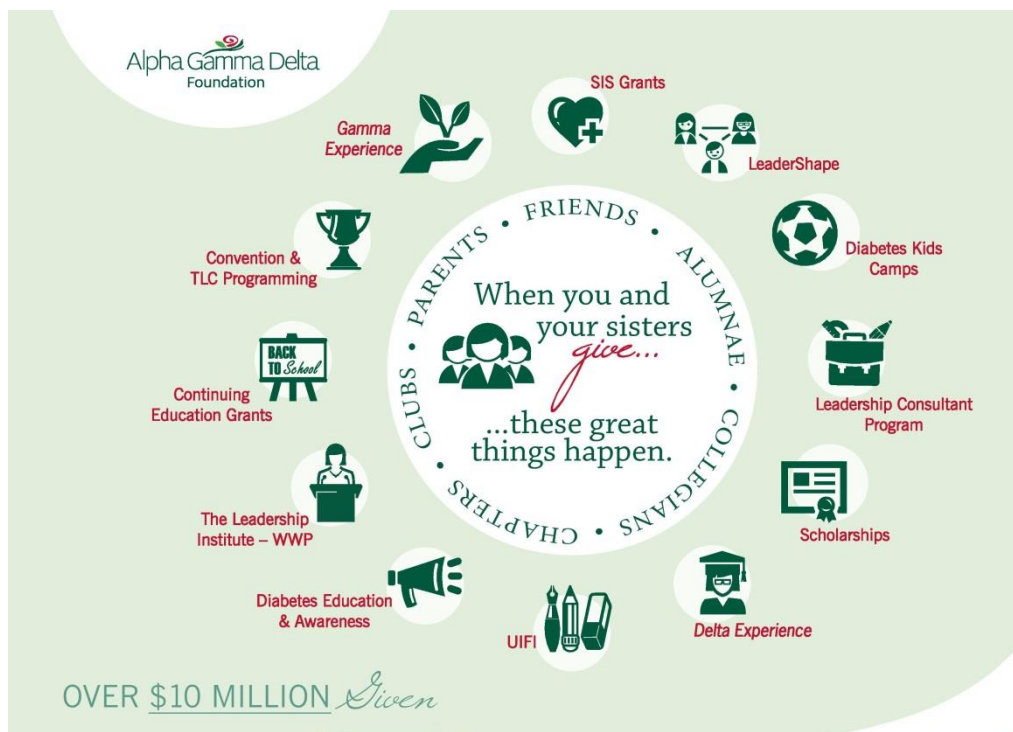 Alpha Gamma Delta
Foundation
SIS Grants
Gamma
Experience
LeaderShape
Convention &
TLC Programming
Diabetes Kids
Camps
BACK
TO School
Continuing
Education Grants
Leadership Consultant
Program
The Leadership
Institute – WWP
Scholarships
Diabetes Education
& Awareness
UIFI
Delta Experience
FRIENDS • ALUMNAE • COLLEGIANS • CHAPTERS • CLUBS • PARENTS •
When you and
your sisters
give...
...these great
things happen.
OVER $10 MILLION Given